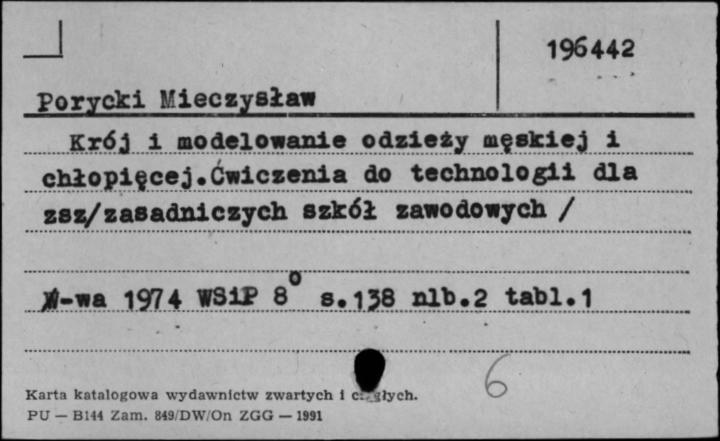 196442
Porycki Mieczysław
Krój i modelowanie odzieży męskiej i
chłopięcej.Ćwiczenia do technologii dla
zsz/zasadniczych szkół zawodowych /
W-wa 1974 WSiP 8° s.138 nlb.2 tabl.1
6
Karta katalogowa wydawnictw zwartych i ciągłych.
PU — B144 Zam. 849/DW/On ZGG — 1991